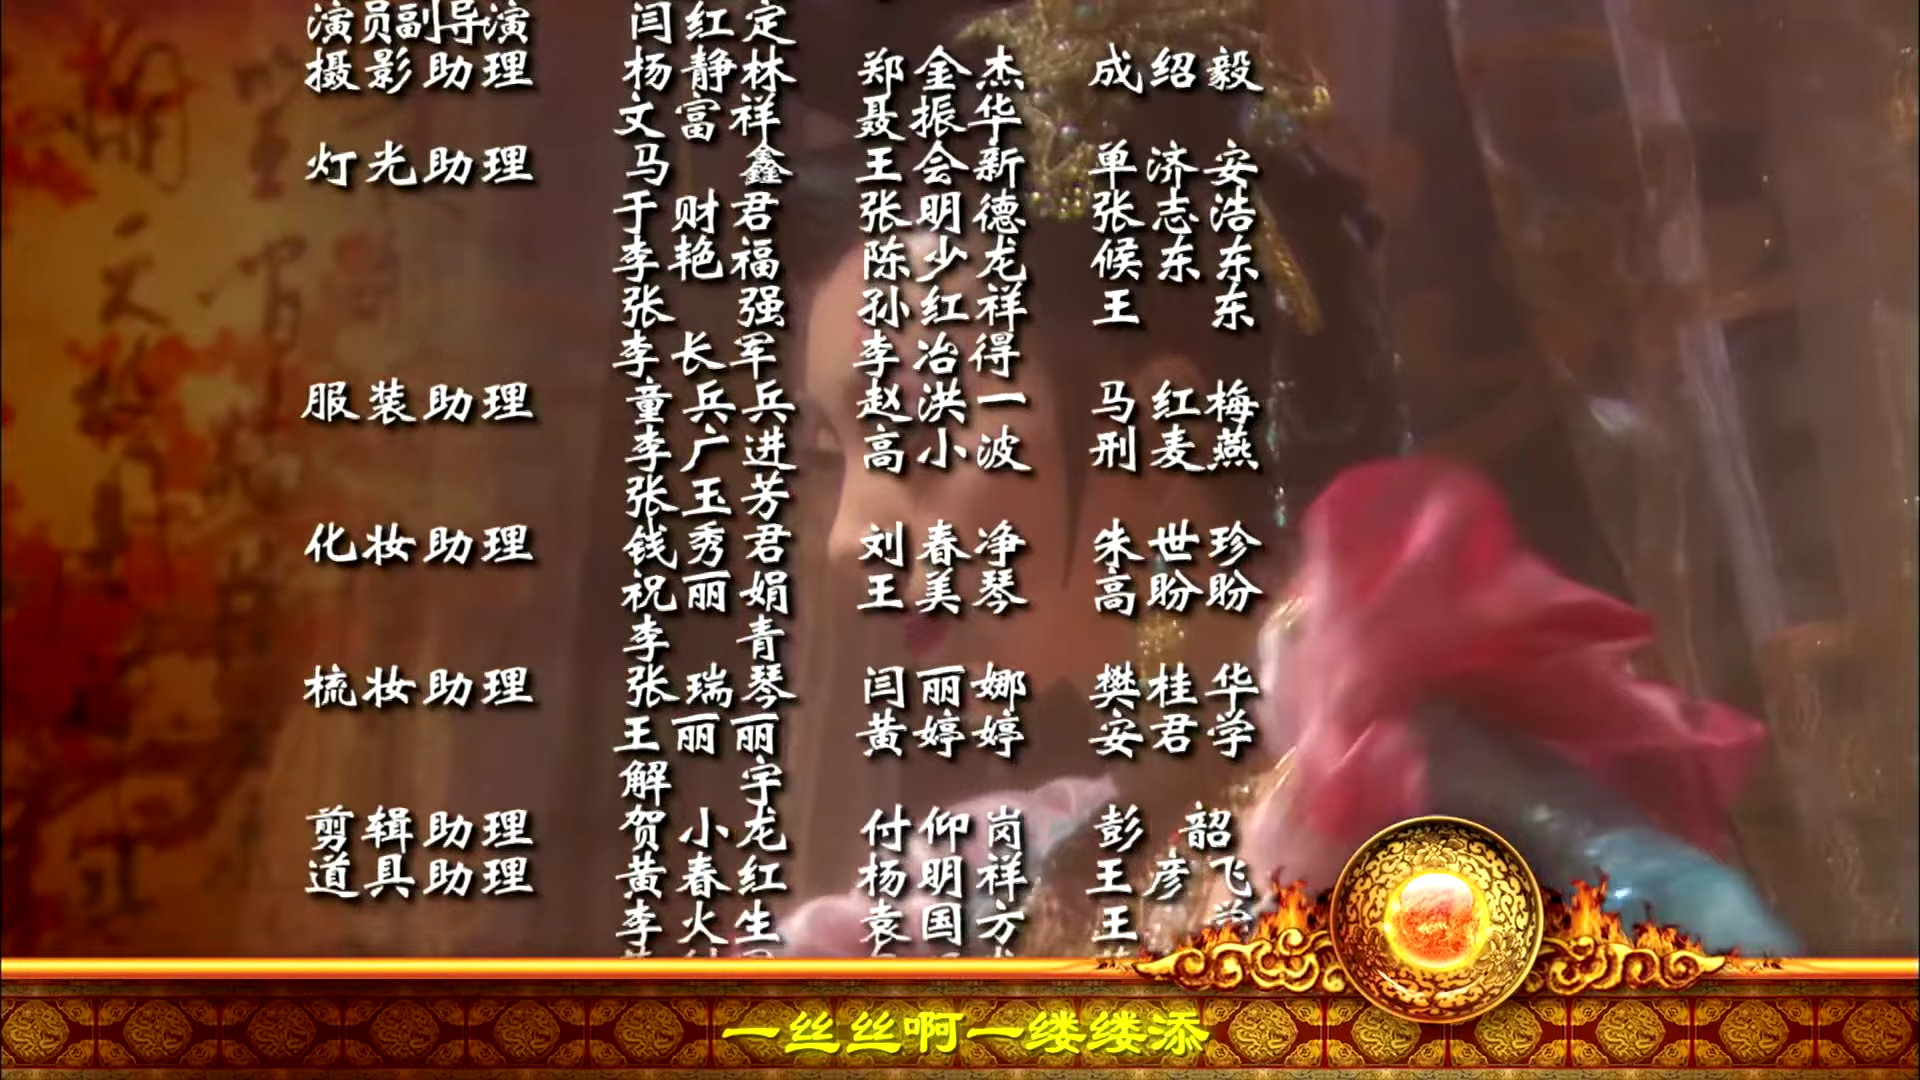 演员副导演 闫红定
摄影助理 杨静林 郑金杰 成绍毅
文富祥 聂振华
灯光助理 马鑫 王会新 单济安
于财君 张明德 张志浩
李艳福 陈少龙 候东东
张强 孙红祥 王东
李长军 李冶得
服装助理 童兵兵 赵洪一 马红梅
李广进 高小波 刑麦燕
张玉芳
化妆助理 钱秀君 刘春净 朱世珍
祝丽娟 王美琴 高盼盼
李青
梳妆助理 张瑞琴 闫丽娜 樊桂华
王丽丽 黄婷婷 安君学
解宇
剪辑助理 贺小龙 付仰岗 彭韶
道具助理 黄春红 杨明祥 王彦飞
李火生 袁国方 王
一丝丝啊一缕缕添